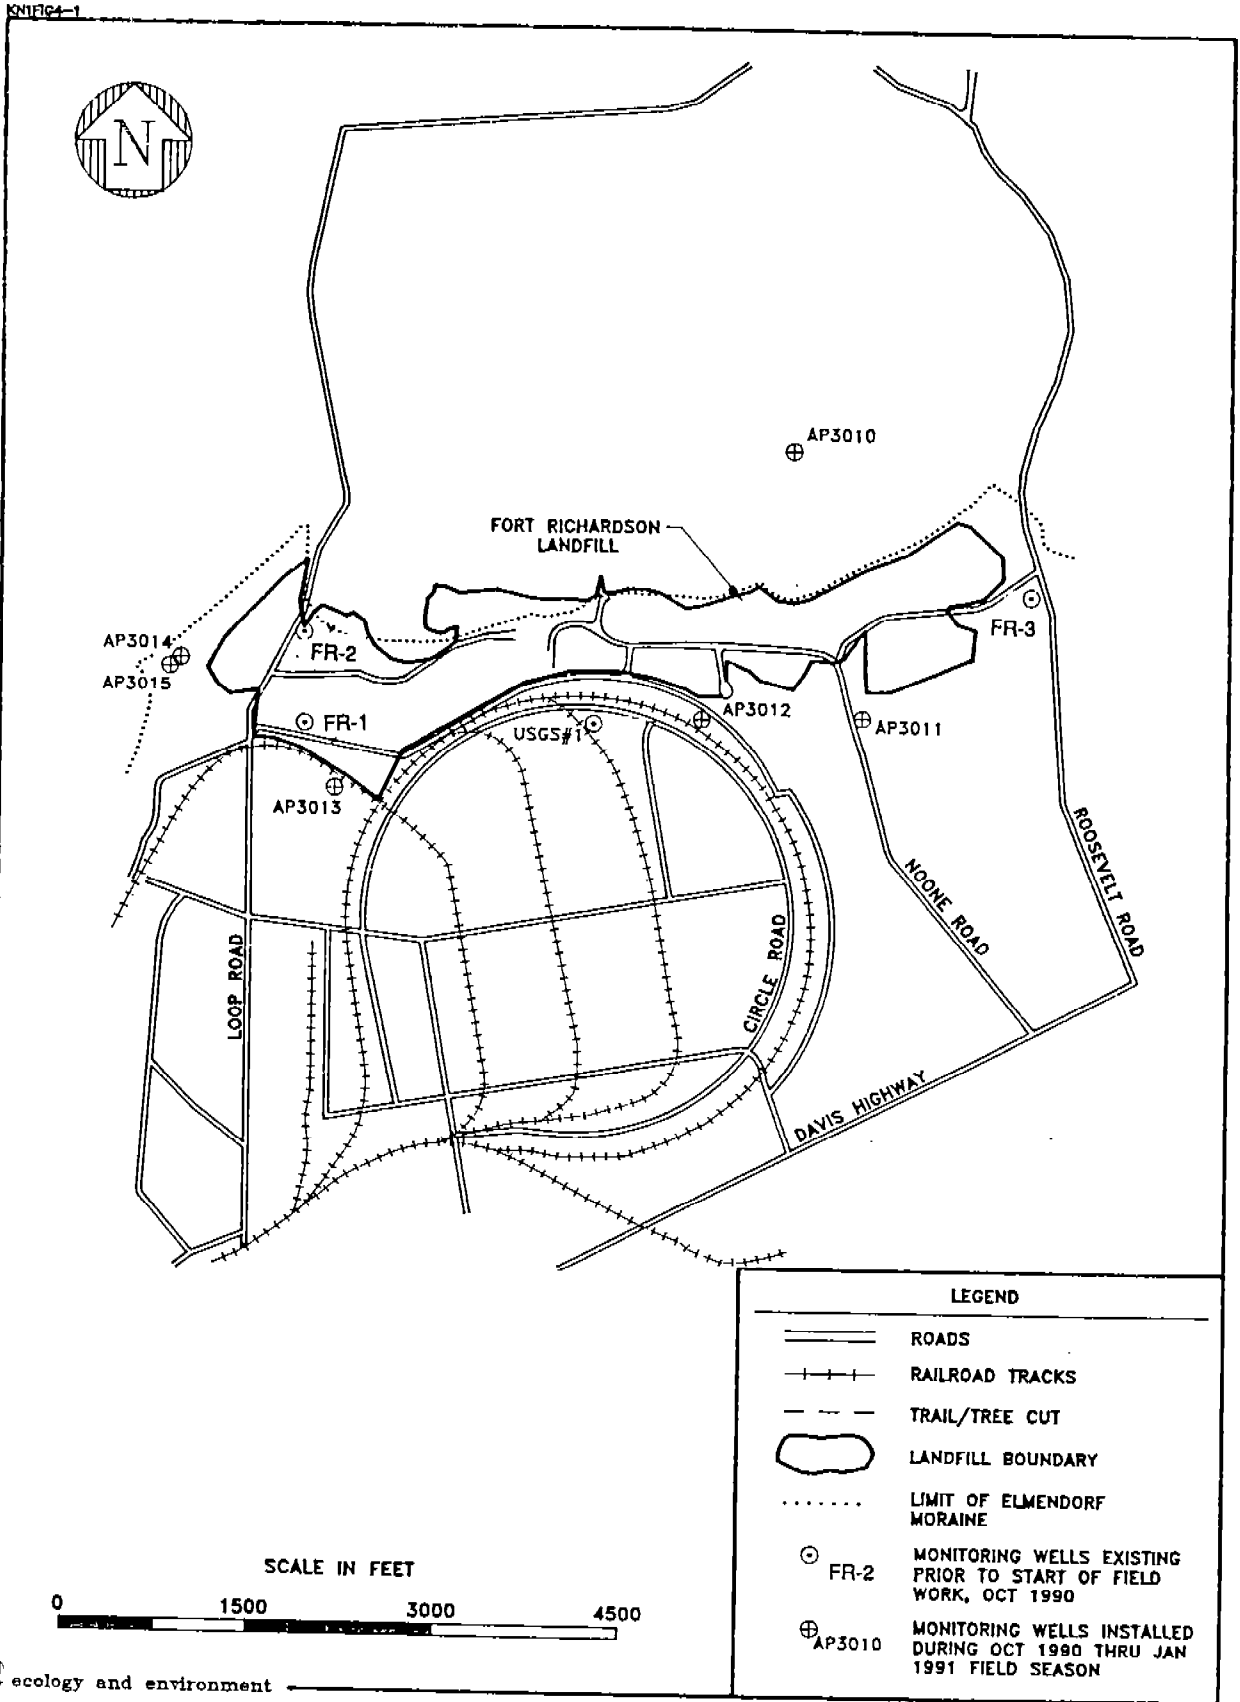 KN1FIG4-1
N
AP3010
FORT RICHARDSON
LANDFILL
AP3014
AP3015
FR-2
FR-3
FR-1
AP3012
AP3011
USGS#1
AP3013
ROOSEVELT ROAD
NOONE ROAD
LOOP ROAD
CIRCLE ROAD
DAVIS HIGHWAY
LEGEND
ROADS
RAILROAD TRACKS
TRAIL/TREE CUT
LANDFILL BOUNDARY
LIMIT OF ELMENDORF
MORAINE
FR-2
MONITORING WELLS EXISTING
PRIOR TO START OF FIELD
WORK, OCT 1990
AP3010
MONITORING WELLS INSTALLED
DURING OCT 1990 THRU JAN
1991 FIELD SEASON
SCALE IN FEET
0 1500 3000 4500
ecology and environment